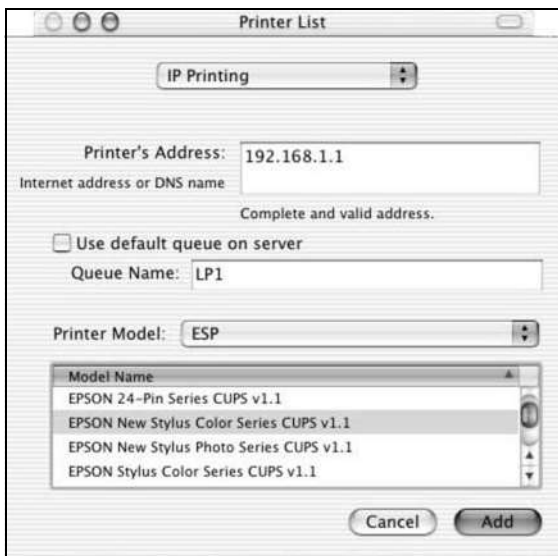 Printer List
IP Printing
Printer's Address: 192.168.1.1
Internet address or DNS name
Complete and valid address.
Use default queue on server
Queue Name: LP1
Printer Model: ESP
Model Name
EPSON 24-Pin Series CUPS v1.1
EPSON New Stylus Color Series CUPS v1.1
EPSON New Stylus Photo Series CUPS v1.1
EPSON Stylus Color Series CUPS v1.1
Cancel Add